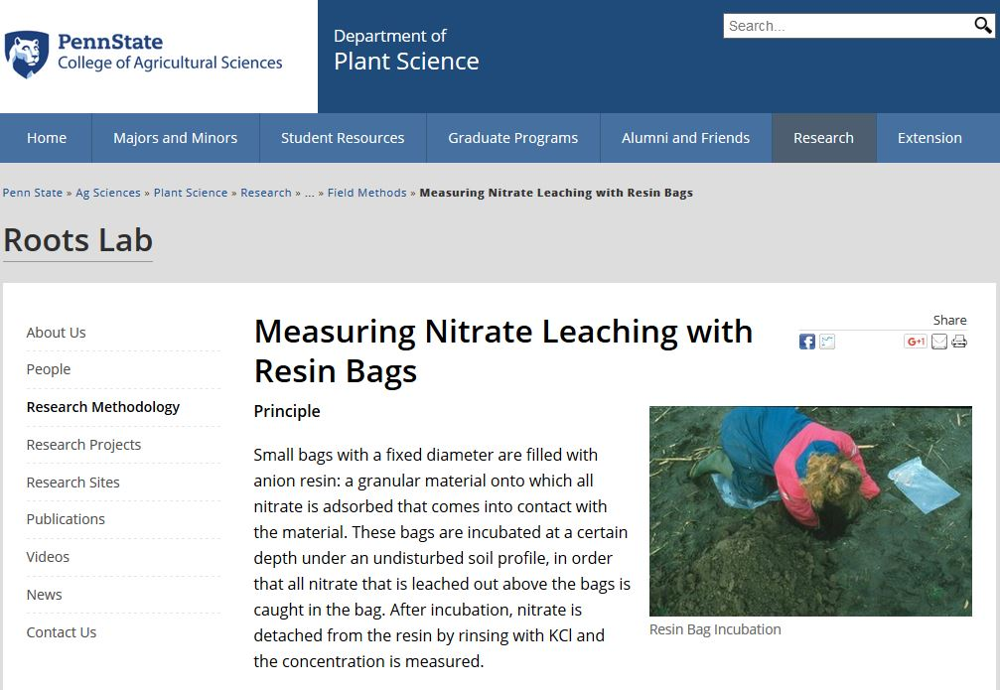 PennState
College of Agricultural Sciences
Department of
Plant Science
Search...
Home
Majors and Minors
Student Resources
Graduate Programs
Alumni and Friends
Research
Extension
Penn State » Ag Sciences » Plant Science » Research » ... » Field Methods » Measuring Nitrate Leaching with Resin Bags
Roots Lab
About Us
People
Research Methodology
Research Projects
Research Sites
Publications
Videos
News
Contact Us
Measuring Nitrate Leaching with
Resin Bags
Share
G+1
Principle
Small bags with a fixed diameter are filled with
anion resin: a granular material onto which all
nitrate is adsorbed that comes into contact with
the material. These bags are incubated at a certain
depth under an undisturbed soil profile, in order
that all nitrate that is leached out above the bags is
caught in the bag. After incubation, nitrate is
detached from the resin by rinsing with KCl and
the concentration is measured.
Resin Bag Incubation